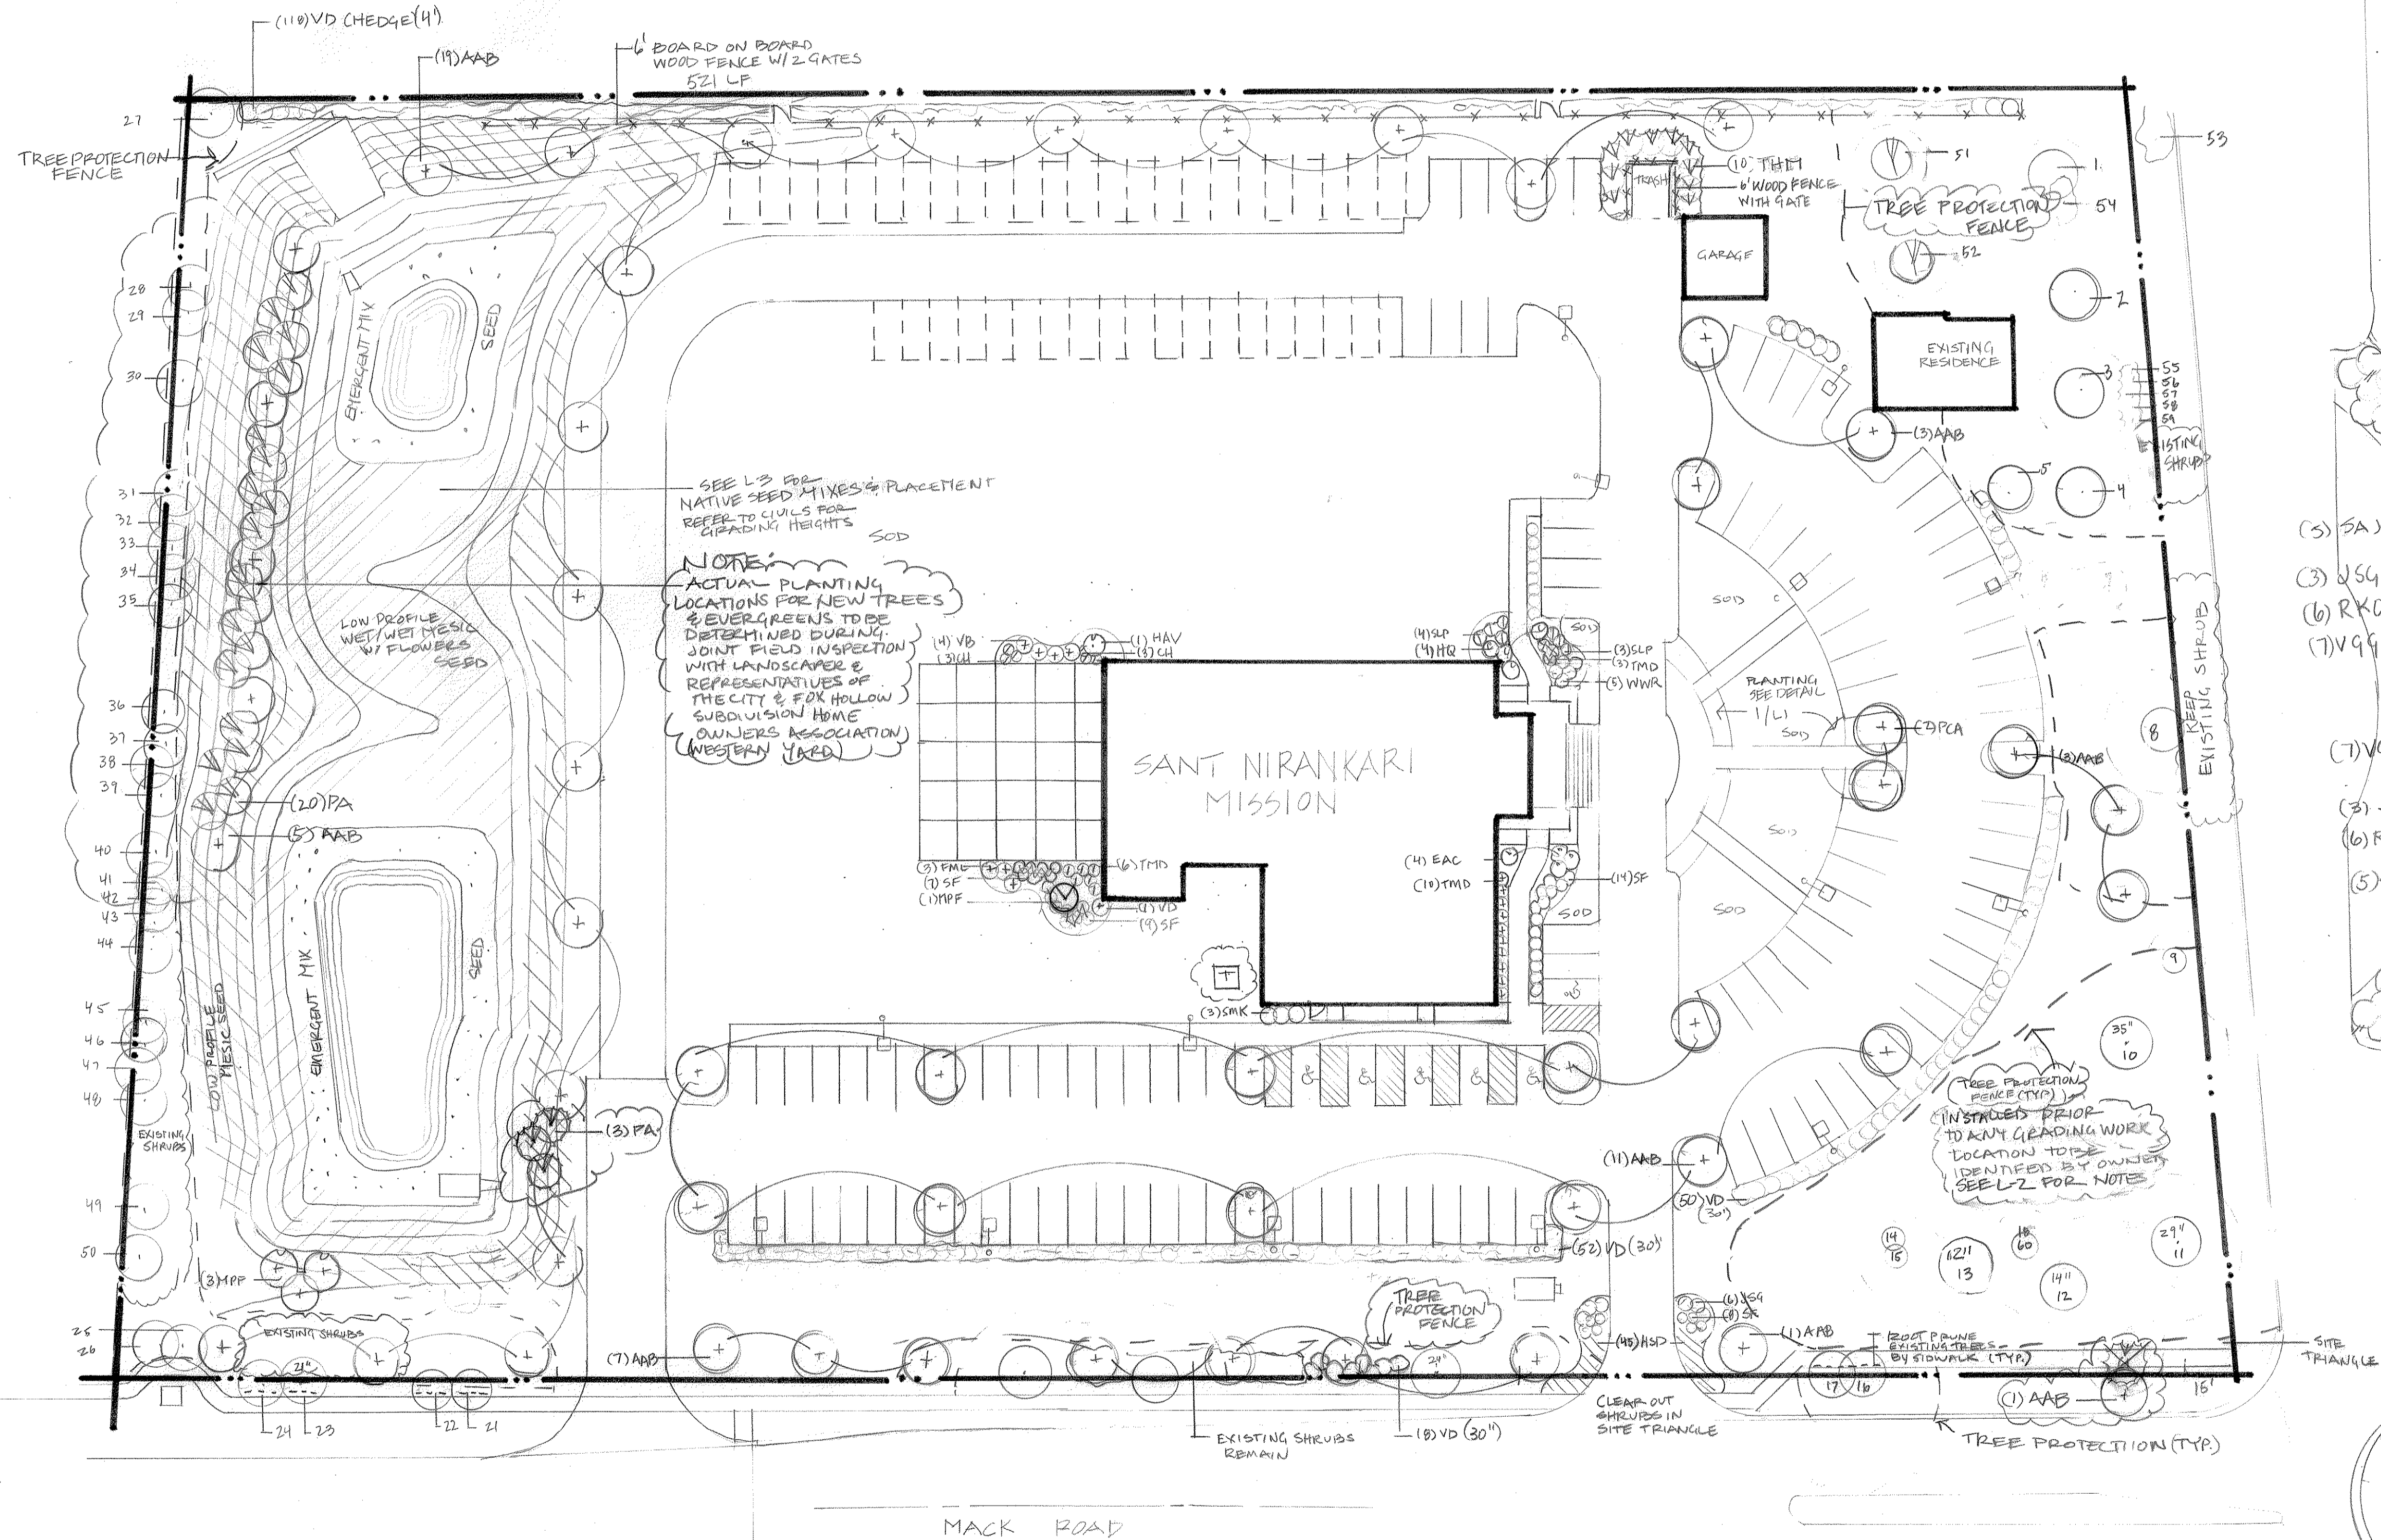 (118) VD CHEDGE (4')
(19) AAB
6' BOARD ON BOARD
WOOD FENCE W/ 2 GATES
521 LF
27
TREE PROTECTION
FENCE
28
29
30
31
32
33
34
35
36
37
38
39
40
41
42
43
44
45
46
47
48
EXISTING
SHRUBS
49
50
25
26
EMERGENT MIX
SEED
LOW PROFILE
WET/WET MESIC
W/ FLOWERS
SEED
(20) PA
(5) AAB
EMERGENT MIX
SEED
LOW PROFILE
MESIC SEED
(3) PA
(3) MPF
EXISTING SHRUBS
21"
24
23
22
21
SEE L-3 FOR
NATIVE SEED MIXES & PLACEMENT
REFER TO CIVILS FOR
GRADING HEIGHTS
SOD
NOTE:
ACTUAL PLANTING
LOCATIONS FOR NEW TREES
& EVERGREENS TO BE
DETERMINED DURING
JOINT FIELD INSPECTION
WITH LANDSCAPER &
REPRESENTATIVES OF
THE CITY & FOX HOLLOW
SUBDIVISION HOME
OWNERS ASSOCIATION
(WESTERN YARD)
(4) VB
(3) CH
(1) HAV
(3) CH
(4) SLP
(4) HQ
SOD
(3) SLP
(3) TMD
(5) WWR
SANT NIRANKARI
MISSION
(3) FML
(7) SF
(1) MPF
(6) TMD
(1) VD
(9) SF
(4) EAC
(10) TMD
(14) SF
SOD
(3) SMK
TRASH
(10) THM
6' WOOD FENCE
WITH GATE
GARAGE
51
1
53
54
TREE PROTECTION
FENCE
52
2
EXISTING
RESIDENCE
3
55
56
57
58
59
EXISTING
SHRUB
(3) AAB
5
4
SOD
PLANTING
SEE DETAIL
1/L1
SOD
(2) PCA
(3) AAB
8
KEEP
EXISTING SHRUB
SOD
SOD
9
35"
10
TREE PROTECTION
FENCE (TYP)
INSTALLED PRIOR
TO ANY GRADING WORK
LOCATION TO BE
IDENTIFED BY OWNER
SEE L-2 FOR NOTE
(11) AAB
(50) VD
(30")
14
15
12"
13
60
14"
12
29"
11
(52) VD (30")
TREE
PROTECTION
FENCE
(6) JSG
(8) SF
(45) HSD
(1) AAB
ROOT PRUNE
EXISTING TREES
BY SIDWALK (TYP.)
SITE
TRIANGLE
(7) AAB
24"
17
16
(1) AAB
15'
CLEAR OUT
SHRUBS IN
SITE TRIANGLE
EXISTING SHRUBS
REMAIN
(8) VD (30")
TREE PROTECTIION (TYP.)
MACK ROAD
(3)
(7) VGG
(3)
(6)
(5)